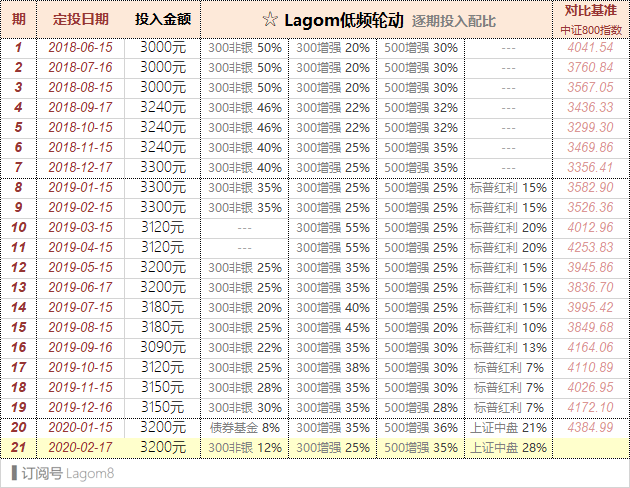 期 定投日期 投入金额 ☆ Lagom低频轮动 逐期投入配比 对比基准
中证800指数
1 2018-06-15 3000元 300非银 50% 300增强 20% 500增强 30% --- 4041.54
2 2018-07-16 3000元 300非银 50% 300增强 20% 500增强 30% --- 3760.84
3 2018-08-15 3000元 300非银 50% 300增强 20% 500增强 30% --- 3567.05
4 2018-09-17 3240元 300非银 46% 300增强 22% 500增强 32% --- 3436.33
5 2018-10-15 3240元 300非银 46% 300增强 22% 500增强 32% --- 3299.30
6 2018-11-15 3240元 300非银 40% 300增强 25% 500增强 35% --- 3469.86
7 2018-12-17 3300元 300非银 40% 300增强 25% 500增强 35% --- 3356.41
8 2019-01-15 3300元 300非银 35% 300增强 25% 500增强 25% 标普红利 15% 3582.90
9 2019-02-15 3300元 300非银 35% 300增强 25% 500增强 25% 标普红利 15% 3526.36
10 2019-03-15 3120元 --- 300增强 55% 500增强 25% 标普红利 20% 4012.96
11 2019-04-15 3120元 --- 300增强 55% 500增强 25% 标普红利 20% 4253.83
12 2019-05-15 3200元 300非银 25% 300增强 35% 500增强 25% 标普红利 15% 3945.86
13 2019-06-17 3200元 300非银 25% 300增强 35% 500增强 25% 标普红利 15% 3836.70
14 2019-07-15 3180元 300非银 20% 300增强 40% 500增强 25% 标普红利 15% 3995.42
15 2019-08-15 3180元 300非银 25% 300增强 45% 500增强 20% 标普红利 10% 3849.68
16 2019-09-16 3090元 300非银 22% 300增强 35% 500增强 30% 标普红利 13% 4164.06
17 2019-10-15 3120元 300非银 25% 300增强 38% 500增强 30% 标普红利 7% 4110.89
18 2019-11-15 3150元 300非银 28% 300增强 35% 500增强 30% 标普红利 7% 4026.95
19 2019-12-16 3150元 300非银 30% 300增强 35% 500增强 28% 标普红利 7% 4172.10
20 2020-01-15 3200元 债券基金 8% 300增强 35% 500增强 36% 上证中盘 21% 4384.99
21 2020-02-17 3200元 300非银 12% 300增强 25% 500增强 35% 上证中盘 28%
订阅号 Lagom8